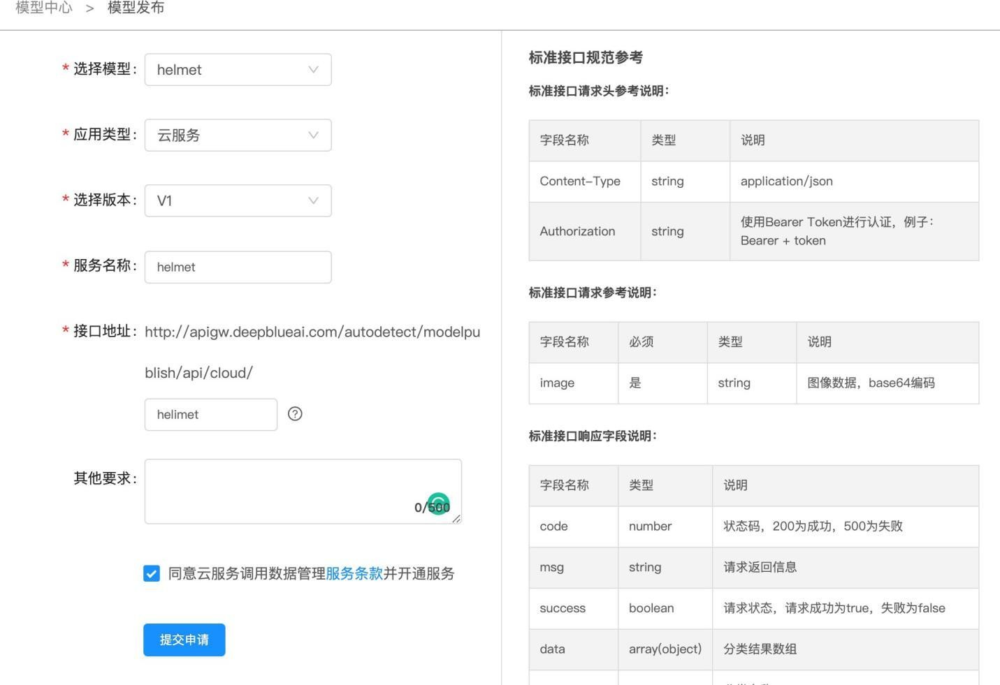 模型中心 > 模型发布
* 选择模型: helmet
* 应用类型: 云服务
* 选择版本: V1
* 服务名称: helmet
* 接口地址: http://apigw.deepblueai.com/autodetect/modelpu
blish/api/cloud/
helimet ?
其他要求:
0/500
同意云服务调用数据管理服务条款并开通服务
提交申请
标准接口规范参考
标准接口请求头参考说明:
字段名称 类型 说明
Content-Type string application/json
Authorization string 使用Bearer Token进行认证，例子：
Bearer + token
标准接口请求参考说明:
字段名称 必须 类型 说明
image 是 string 图像数据，base64编码
标准接口响应字段说明:
字段名称 类型 说明
code number 状态码，200为成功，500为失败
msg string 请求返回信息
success boolean 请求状态，请求成功为true，失败为false
data array(object) 分类结果数组